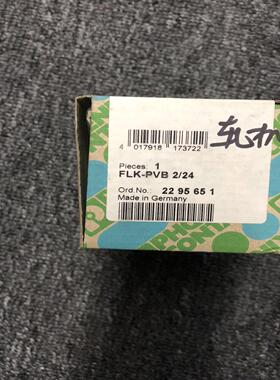 4 017918 173722
轧机
Pieces: 1
FLK-PVB 2/24
Ord.No.: 22 95 65 1
Made in Germany